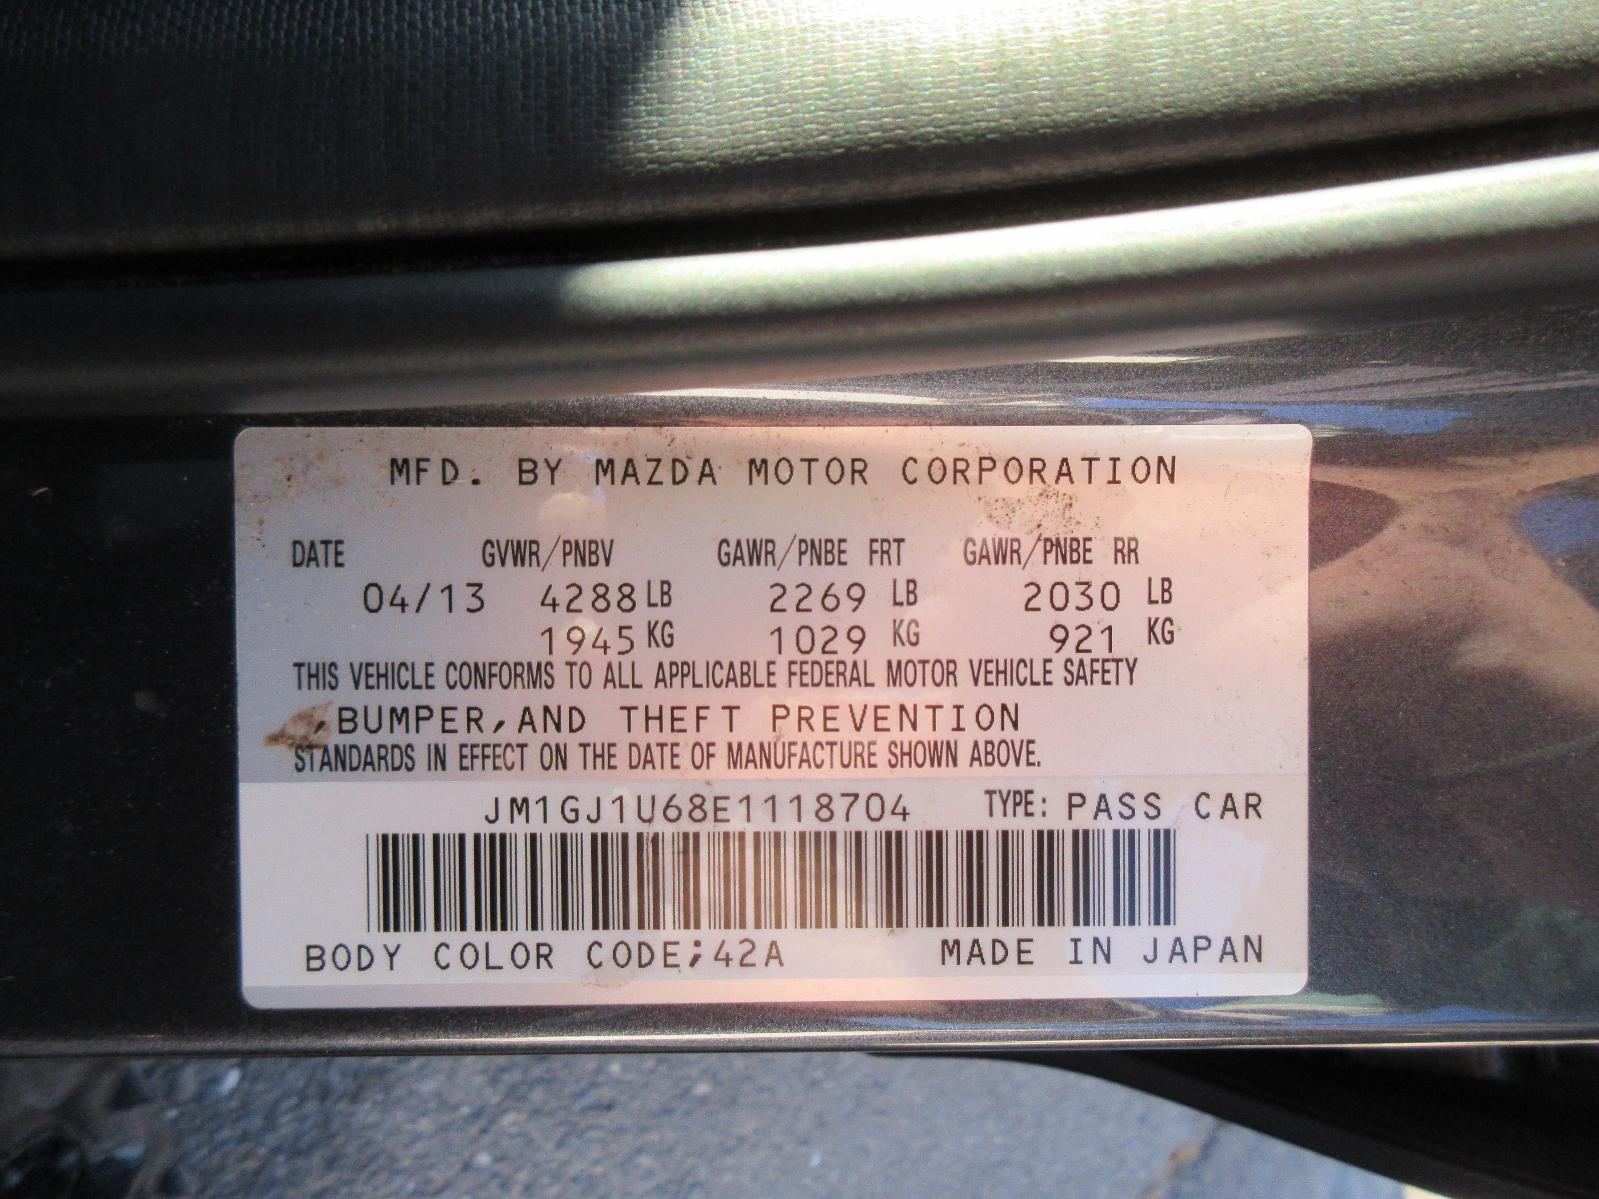 MFD. BY MAZDA MOTOR CORPORATION
DATE GVWR/PNBV GAWR/PNBE FRT GAWR/PNBE RR
04/13 4288 LB 2269 LB 2030 LB
1945 KG 1029 KG 921 KG
THIS VEHICLE CONFORMS TO ALL APPLICABLE FEDERAL MOTOR VEHICLE SAFETY
,BUMPER,AND THEFT PREVENTION
STANDARDS IN EFFECT ON THE DATE OF MANUFACTURE SHOWN ABOVE.
JM1GJ1U68E1118704 TYPE: PASS CAR
BODY COLOR CODE;42A MADE IN JAPAN